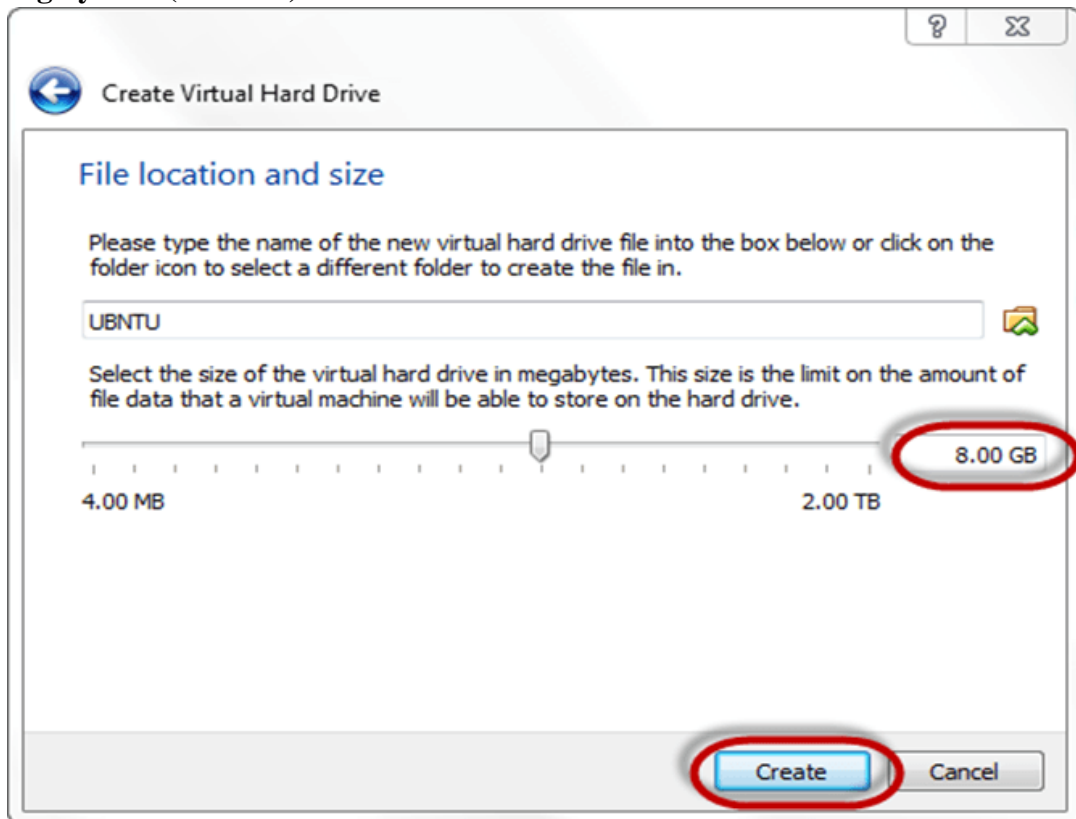 Create Virtual Hard Drive
File location and size
Please type the name of the new virtual hard drive file into the box below or click on the
folder icon to select a different folder to create the file in.
UBNTU
Select the size of the virtual hard drive in megabytes. This size is the limit on the amount of
file data that a virtual machine will be able to store on the hard drive.
8.00 GB
4.00 MB 2.00 TB
Create Cancel